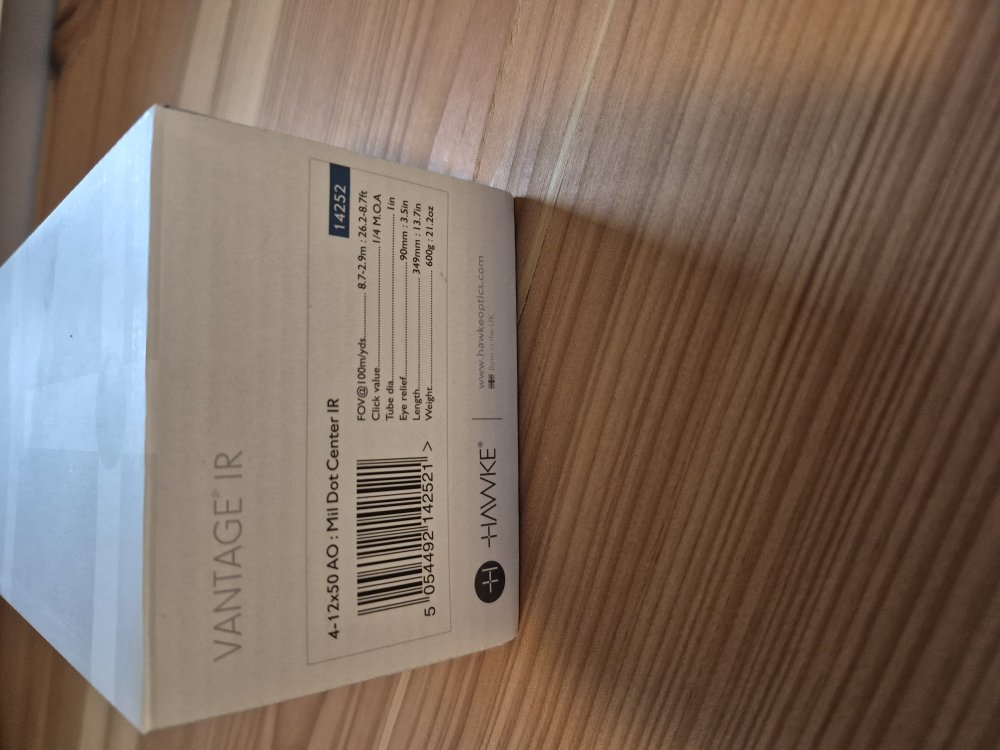 VANTAGE® IR
14252
4-12x50 AO : Mil Dot Center IR
FOV@100m/yds.......... 8.7-2.9m : 26.2-8.7ft
Click value.......... 1/4 M.O.A
Tube dia.......... 1in
Eye relief.......... 90mm : 3.5in
Length.......... 349mm : 13.7in
Weight.......... 600g : 21.2oz
5 054492 142521 >
HAWKE®
www.hawkeoptics.com
Born in the UK